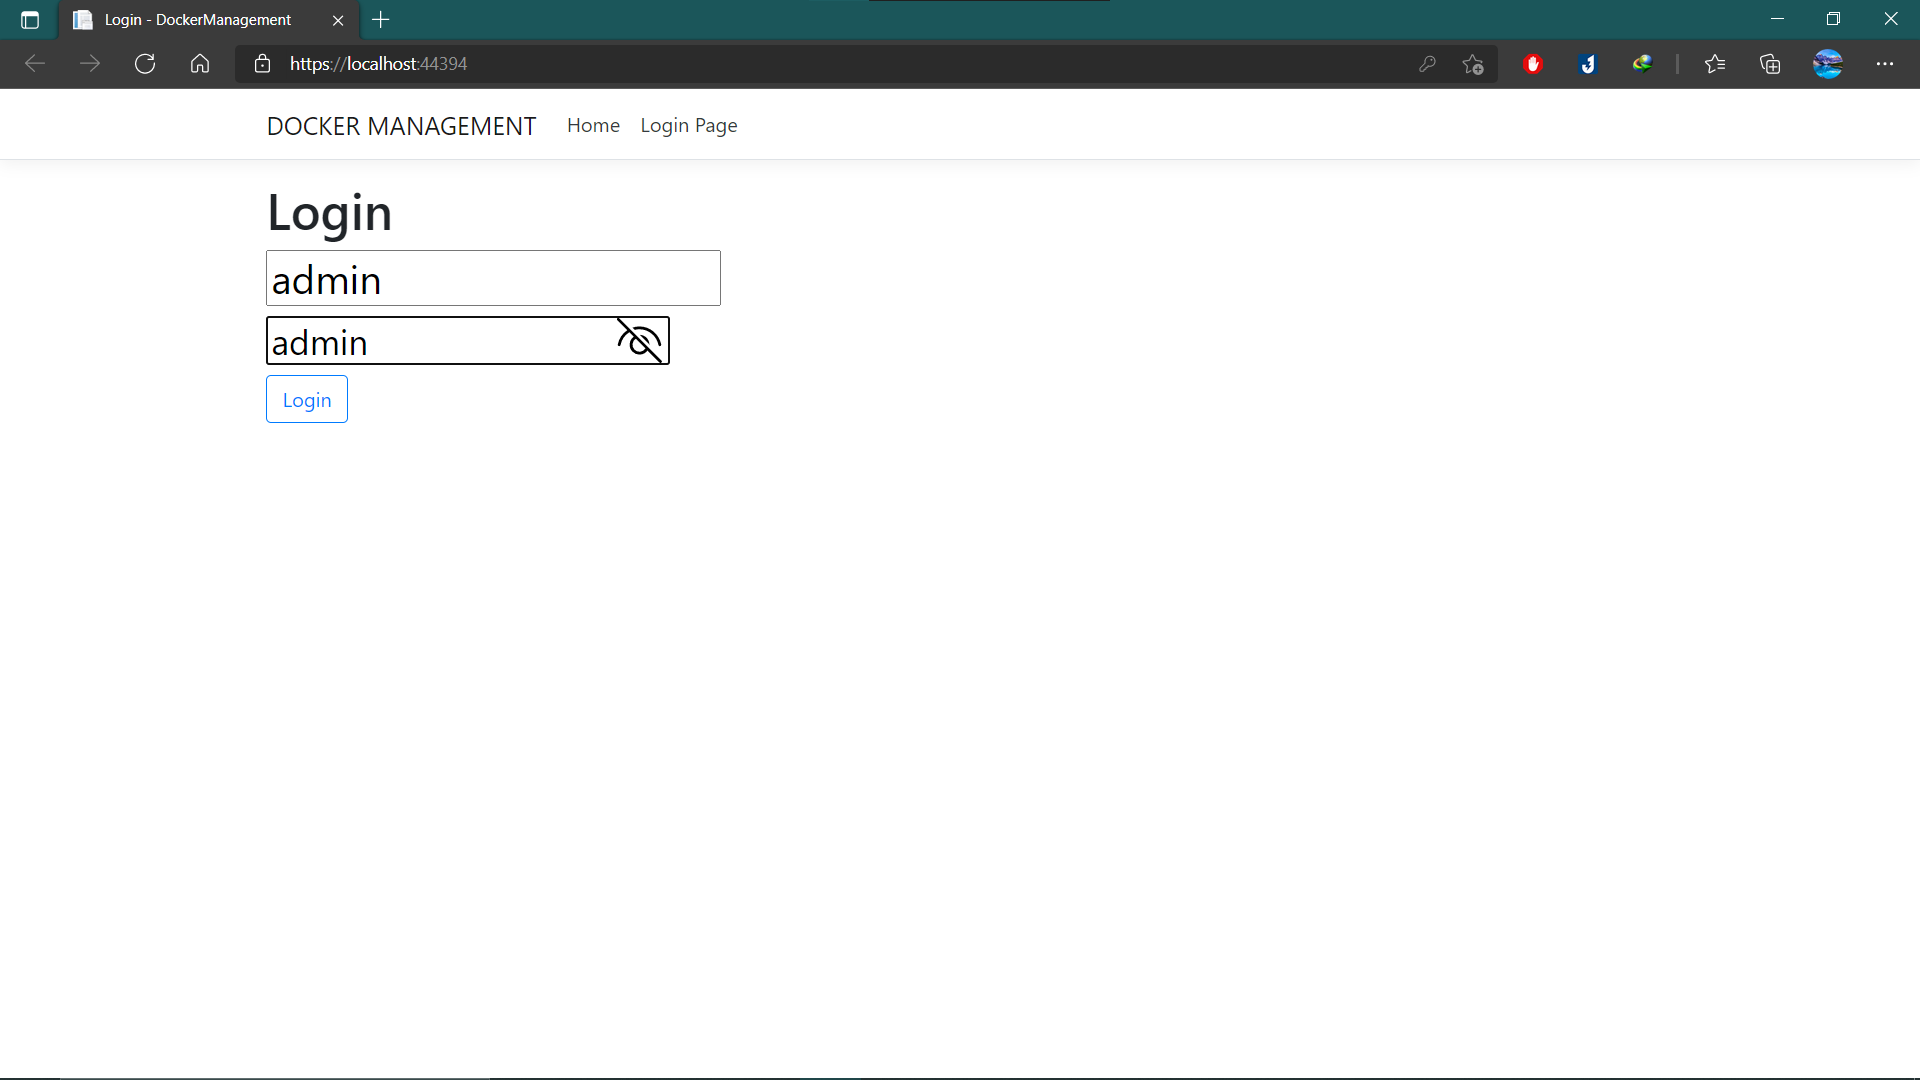 Login - DockerManagement
https://localhost:44394
DOCKER MANAGEMENT Home Login Page
Login
admin
admin
Login